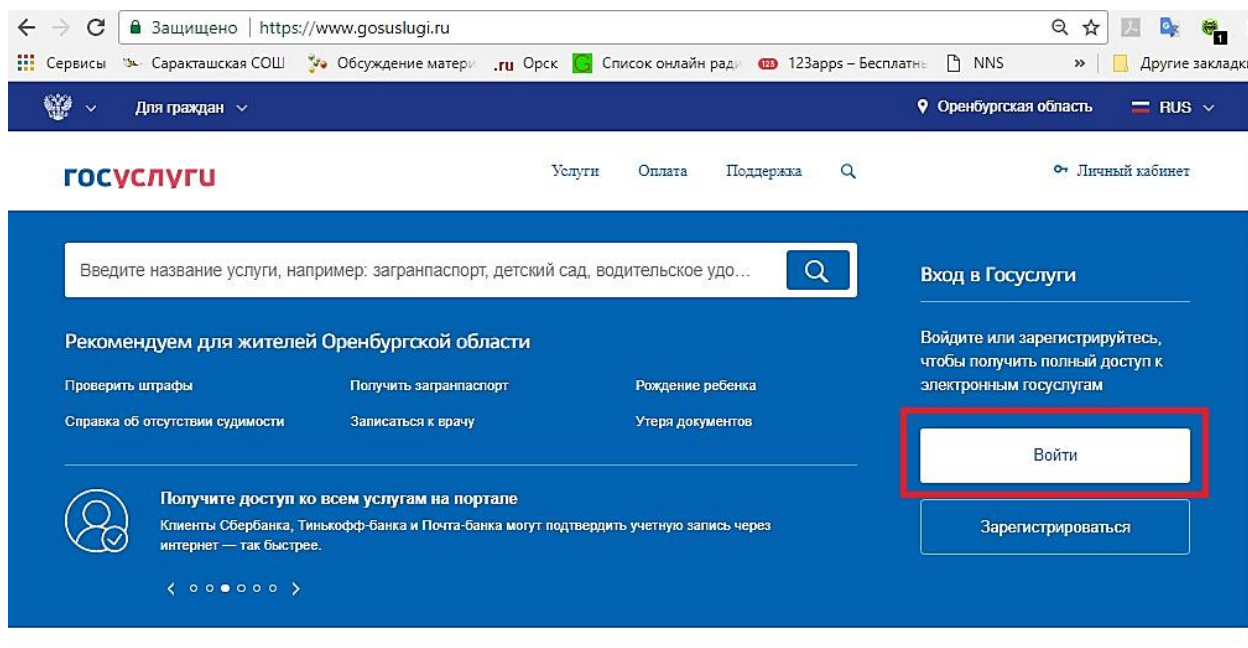 Защищено | https://www.gosuslugi.ru
1
Сервисы Саракташская СОШ Обсуждение матери .ru Орск Список онлайн ради 123 123apps – Бесплатн NNS » Другие закладки
Для граждан Оренбургская область RUS
госуслуги Услуги Оплата Поддержка Личный кабинет
Введите название услуги, например: загранпаспорт, детский сад, водительское удо...
Рекомендуем для жителей Оренбургской области
Проверить штрафы Получить загранпаспорт Рождение ребенка
Справка об отсутствии судимости Записаться к врачу Утеря документов
Получите доступ ко всем услугам на портале
Клиенты Сбербанка, Тинькофф-банка и Почта-банка могут подтвердить учетную запись через
интернет — так быстрее.
Вход в Госуслуги
Войдите или зарегистрируйтесь,
чтобы получить полный доступ к
электронным госуслугам
Войти
Зарегистрироваться